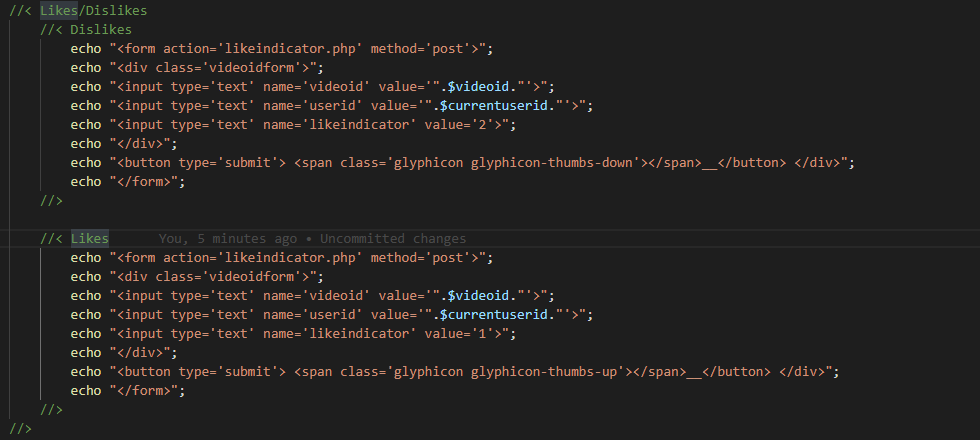 //< Likes/Dislikes
//< Dislikes
echo "<form action='likeindicator.php' method='post'>";
echo "<div class='videoidform'>";
echo "<input type='text' name='videoid' value='".$videoid."'>";
echo "<input type='text' name='userid' value='".$currentuserid."'>";
echo "<input type='text' name='likeindicator' value='2'>";
echo "</div>";
echo "<button type='submit'> <span class='glyphicon glyphicon-thumbs-down'></span>__</button> </div>";
echo "</form>";
//>
//< Likes You, 5 minutes ago • Uncommitted changes
echo "<form action='likeindicator.php' method='post'>";
echo "<div class='videoidform'>";
echo "<input type='text' name='videoid' value='".$videoid."'>";
echo "<input type='text' name='userid' value='".$currentuserid."'>";
echo "<input type='text' name='likeindicator' value='1'>";
echo "</div>";
echo "<button type='submit'> <span class='glyphicon glyphicon-thumbs-up'></span>__</button> </div>";
echo "</form>";
//>
//>